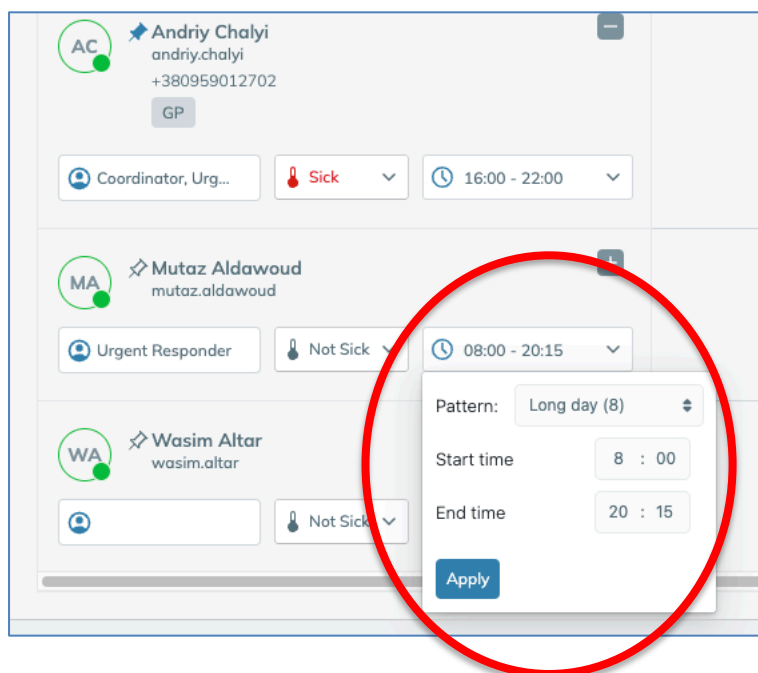 AC
Andriy Chalyi
andriy.chalyi
+380959012702
GP
Coordinator, Urg...
Sick
16:00 - 22:00
MA
Mutaz Aldawoud
mutaz.aldawoud
Urgent Responder
Not Sick
08:00 - 20:15
Pattern: Long day (8)
Start time 8 : 00
End time 20 : 15
Apply
WA
Wasim Altar
wasim.altar
Not Sick